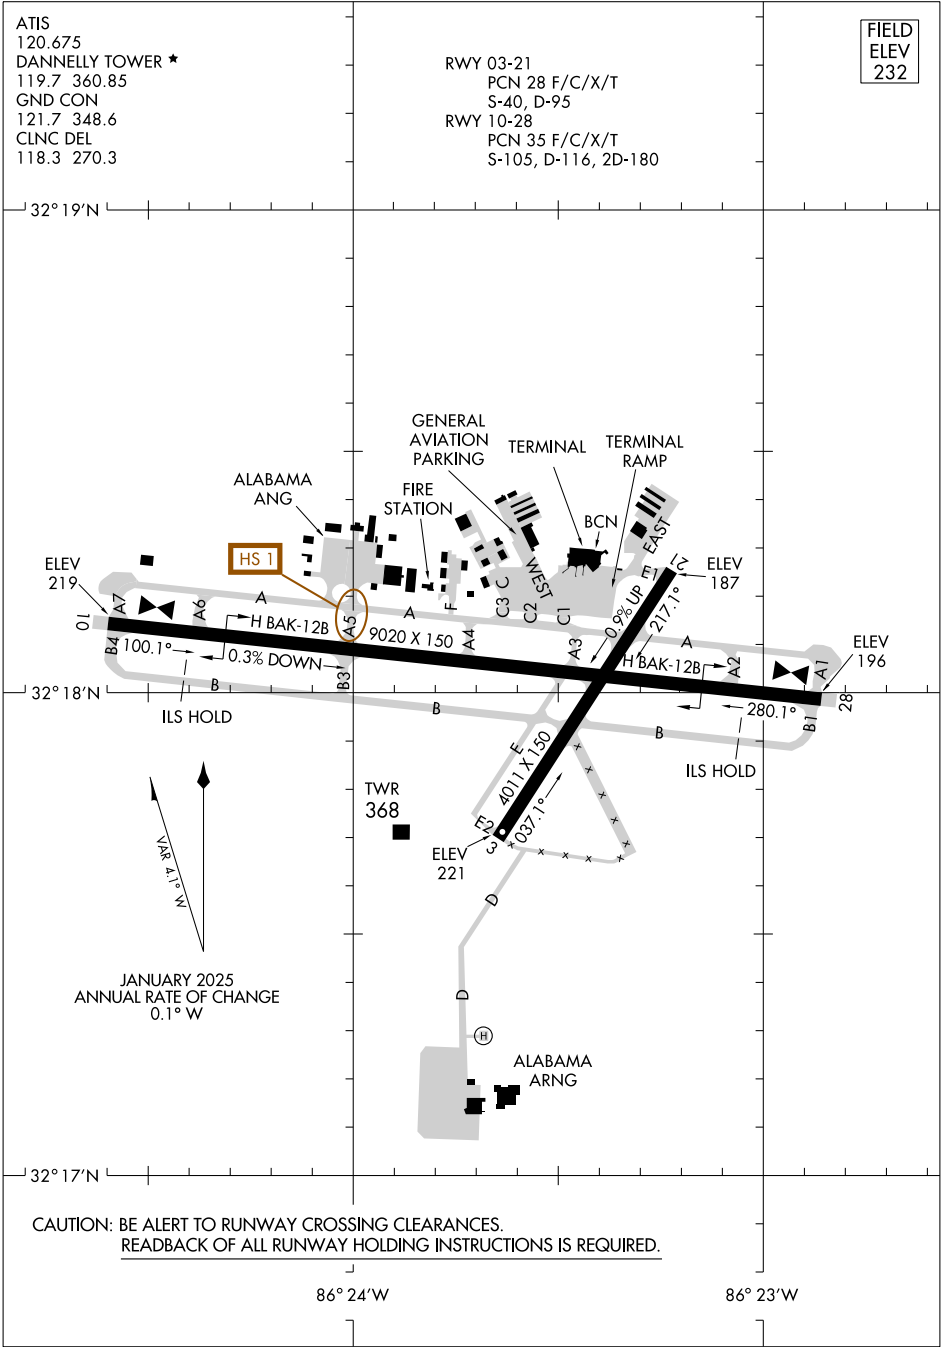 ATIS
120.675
DANNELLY TOWER ★
119.7 360.85
GND CON
121.7 348.6
CLNC DEL
118.3 270.3
RWY 03-21
PCN 28 F/C/X/T
S-40, D-95
RWY 10-28
PCN 35 F/C/X/T
S-105, D-116, 2D-180
FIELD
ELEV
232
32° 19'N
GENERAL
AVIATION
PARKING
TERMINAL
TERMINAL
RAMP
ALABAMA
ANG
FIRE
STATION
BCN
HS 1
WEST
EAST
ELEV
219
ELEV
187
E1
21
A7
A6
A
A
F
C3
C
C2
C1
0.9% UP
217.1°
10
H BAK-12B
A5
9020 X 150
A4
A3
A
H BAK-12B
A2
A1
ELEV
196
B4
100.1°
0.3% DOWN
B3
280.1°
28
32° 18'N
B
B
B
B1
ILS HOLD
ILS HOLD
E
4011 X 150
037.1°
E2
3
TWR
368
ELEV
221
VAR 4.1° W
D
JANUARY 2025
ANNUAL RATE OF CHANGE
0.1° W
D
H
ALABAMA
ARNG
32° 17'N
CAUTION: BE ALERT TO RUNWAY CROSSING CLEARANCES.
READBACK OF ALL RUNWAY HOLDING INSTRUCTIONS IS REQUIRED.
86° 24'W
86° 23'W